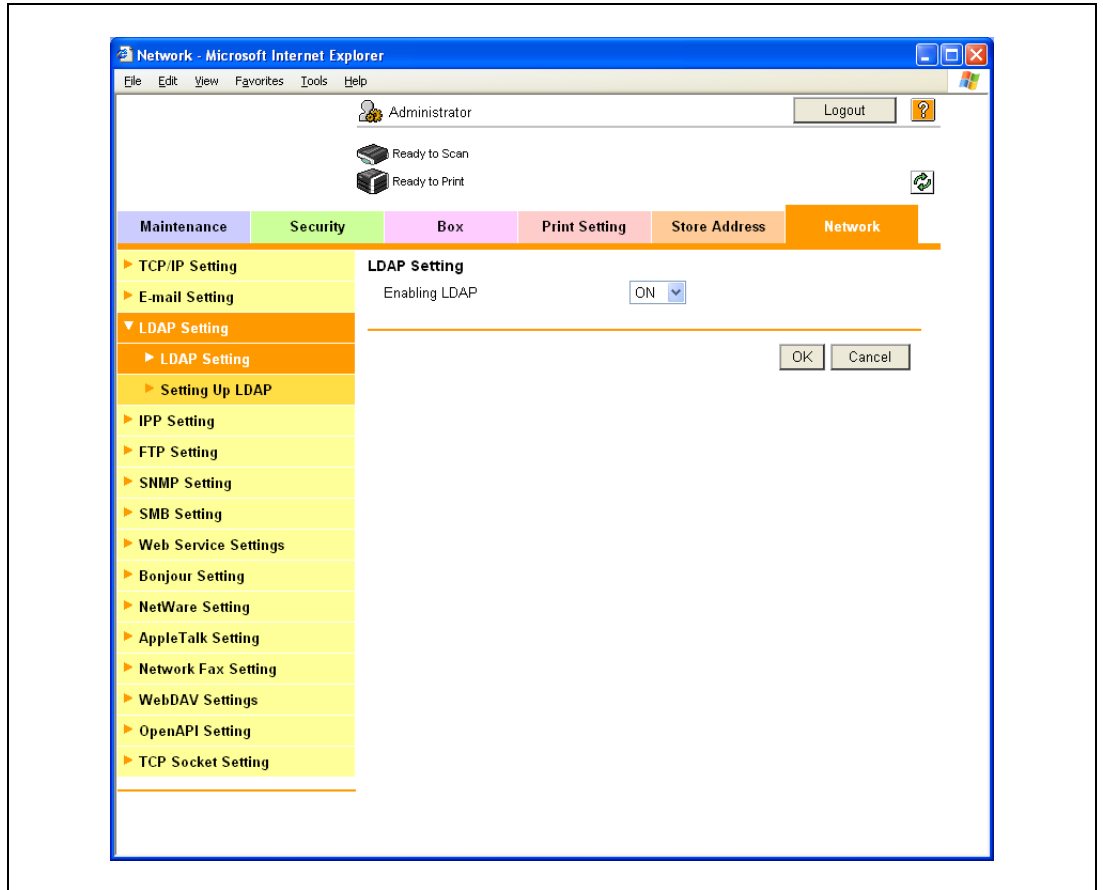 Network - Microsoft Internet Explorer
File Edit View Favorites Tools Help
Administrator
Logout
?
Ready to Scan
Ready to Print
Maintenance Security Box Print Setting Store Address Network
TCP/IP Setting
E-mail Setting
LDAP Setting
LDAP Setting
Setting Up LDAP
IPP Setting
FTP Setting
SNMP Setting
SMB Setting
Web Service Settings
Bonjour Setting
NetWare Setting
AppleTalk Setting
Network Fax Setting
WebDAV Settings
OpenAPI Setting
TCP Socket Setting
LDAP Setting
Enabling LDAP ON
OK Cancel